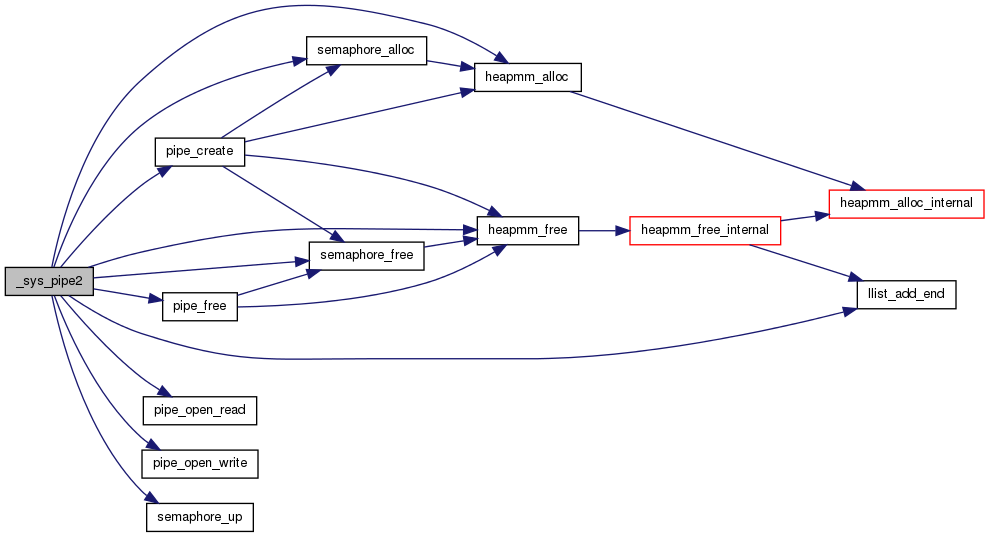 semaphore_alloc
heapmm_alloc
pipe_create
heapmm_alloc_internal
heapmm_free
heapmm_free_internal
semaphore_free
_sys_pipe2
pipe_free
llist_add_end
pipe_open_read
pipe_open_write
semaphore_up